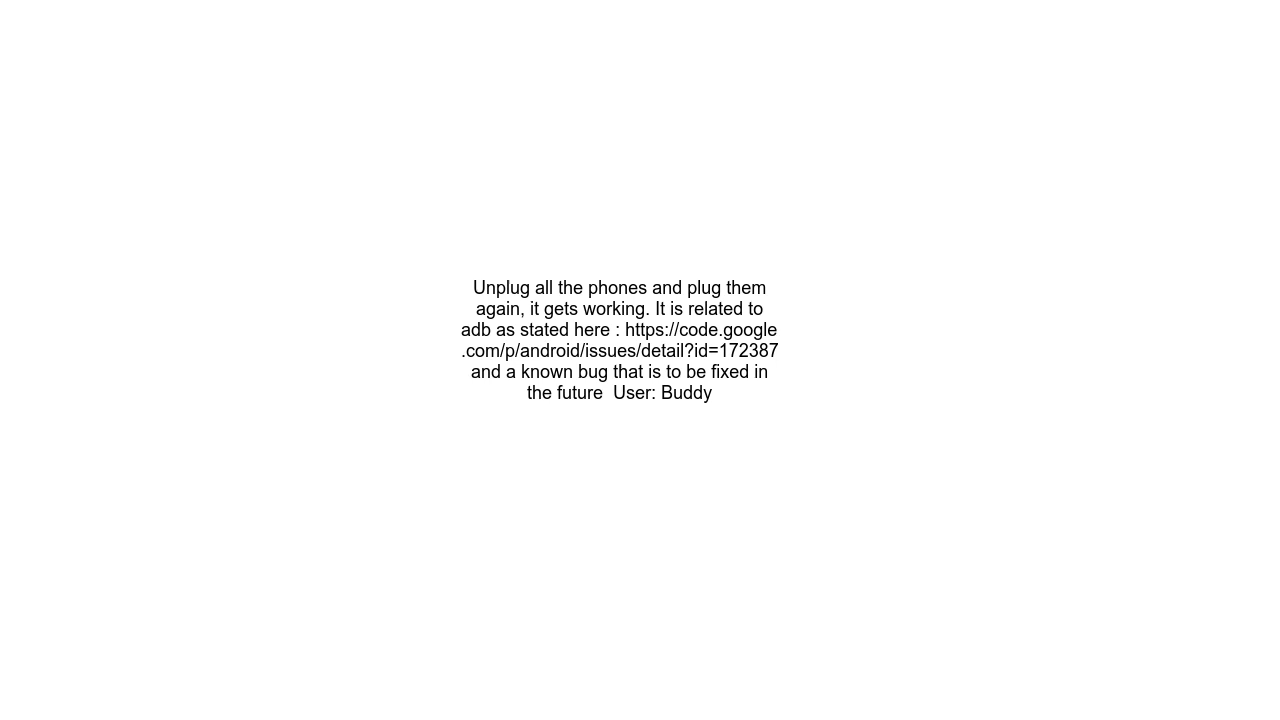 Unplug all the phones and plug them
again, it gets working. It is related to
adb as stated here : https://code.google
.com/p/android/issues/detail?id=172387
and a known bug that is to be fixed in
the future  User: Buddy